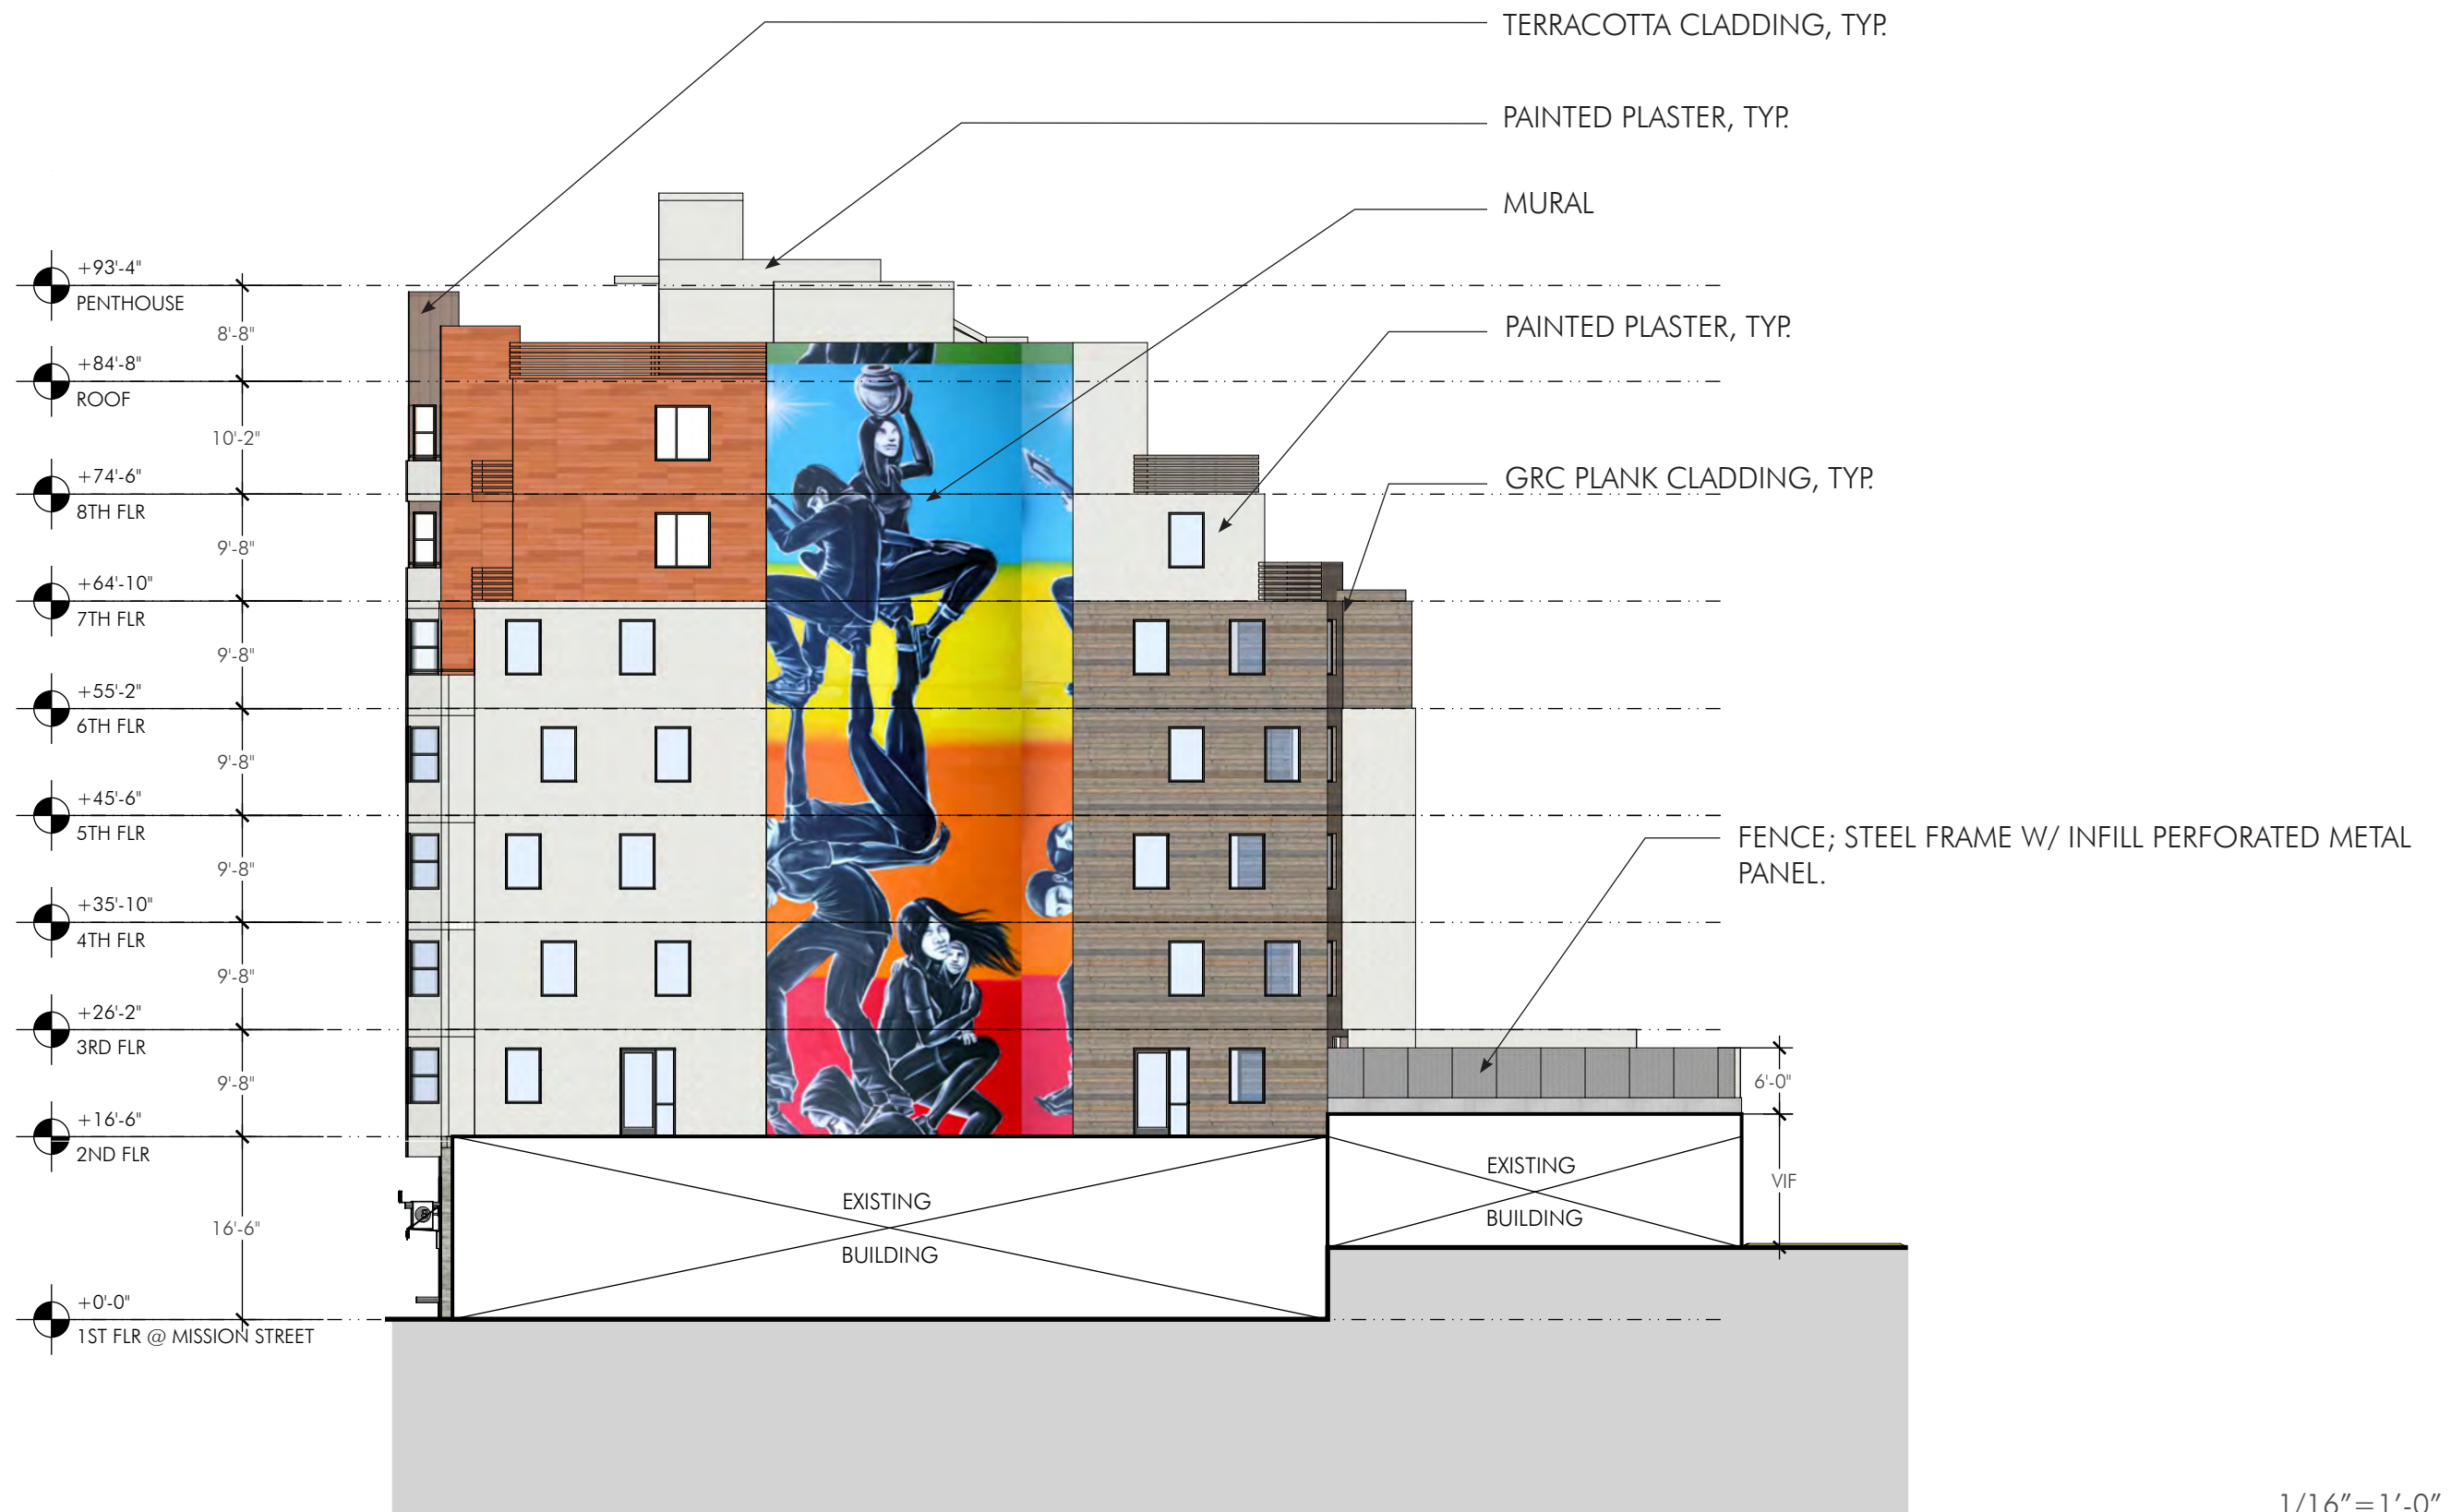 TERRACOTTA CLADDING, TYP.
PAINTED PLASTER, TYP.
MURAL
PAINTED PLASTER, TYP.
GRC PLANK CLADDING, TYP.
FENCE; STEEL FRAME W/ INFILL PERFORATED METAL
PANEL.
+93'-4"
PENTHOUSE
8'-8"
+84'-8"
ROOF
10'-2"
+74'-6"
8TH FLR
9'-8"
+64'-10"
7TH FLR
9'-8"
+55'-2"
6TH FLR
9'-8"
+45'-6"
5TH FLR
9'-8"
+35'-10"
4TH FLR
9'-8"
+26'-2"
3RD FLR
9'-8"
+16'-6"
2ND FLR
16'-6"
+0'-0"
1ST FLR @ MISSION STREET
EXISTING
BUILDING
EXISTING
BUILDING
6'-0"
VIF
1/16"=1'-0"